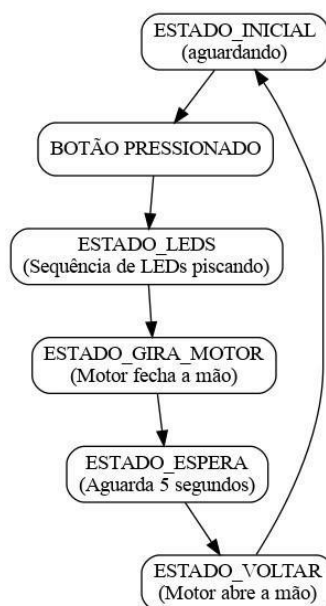 ESTADO_INICIAL
(aguardando)
BOTÃO PRESSIONADO
ESTADO_LEDS
(Sequência de LEDs piscando)
ESTADO_GIRA_MOTOR
(Motor fecha a mão)
ESTADO_ESPERA
(Aguarda 5 segundos)
ESTADO_VOLTAR
(Motor abre a mão)